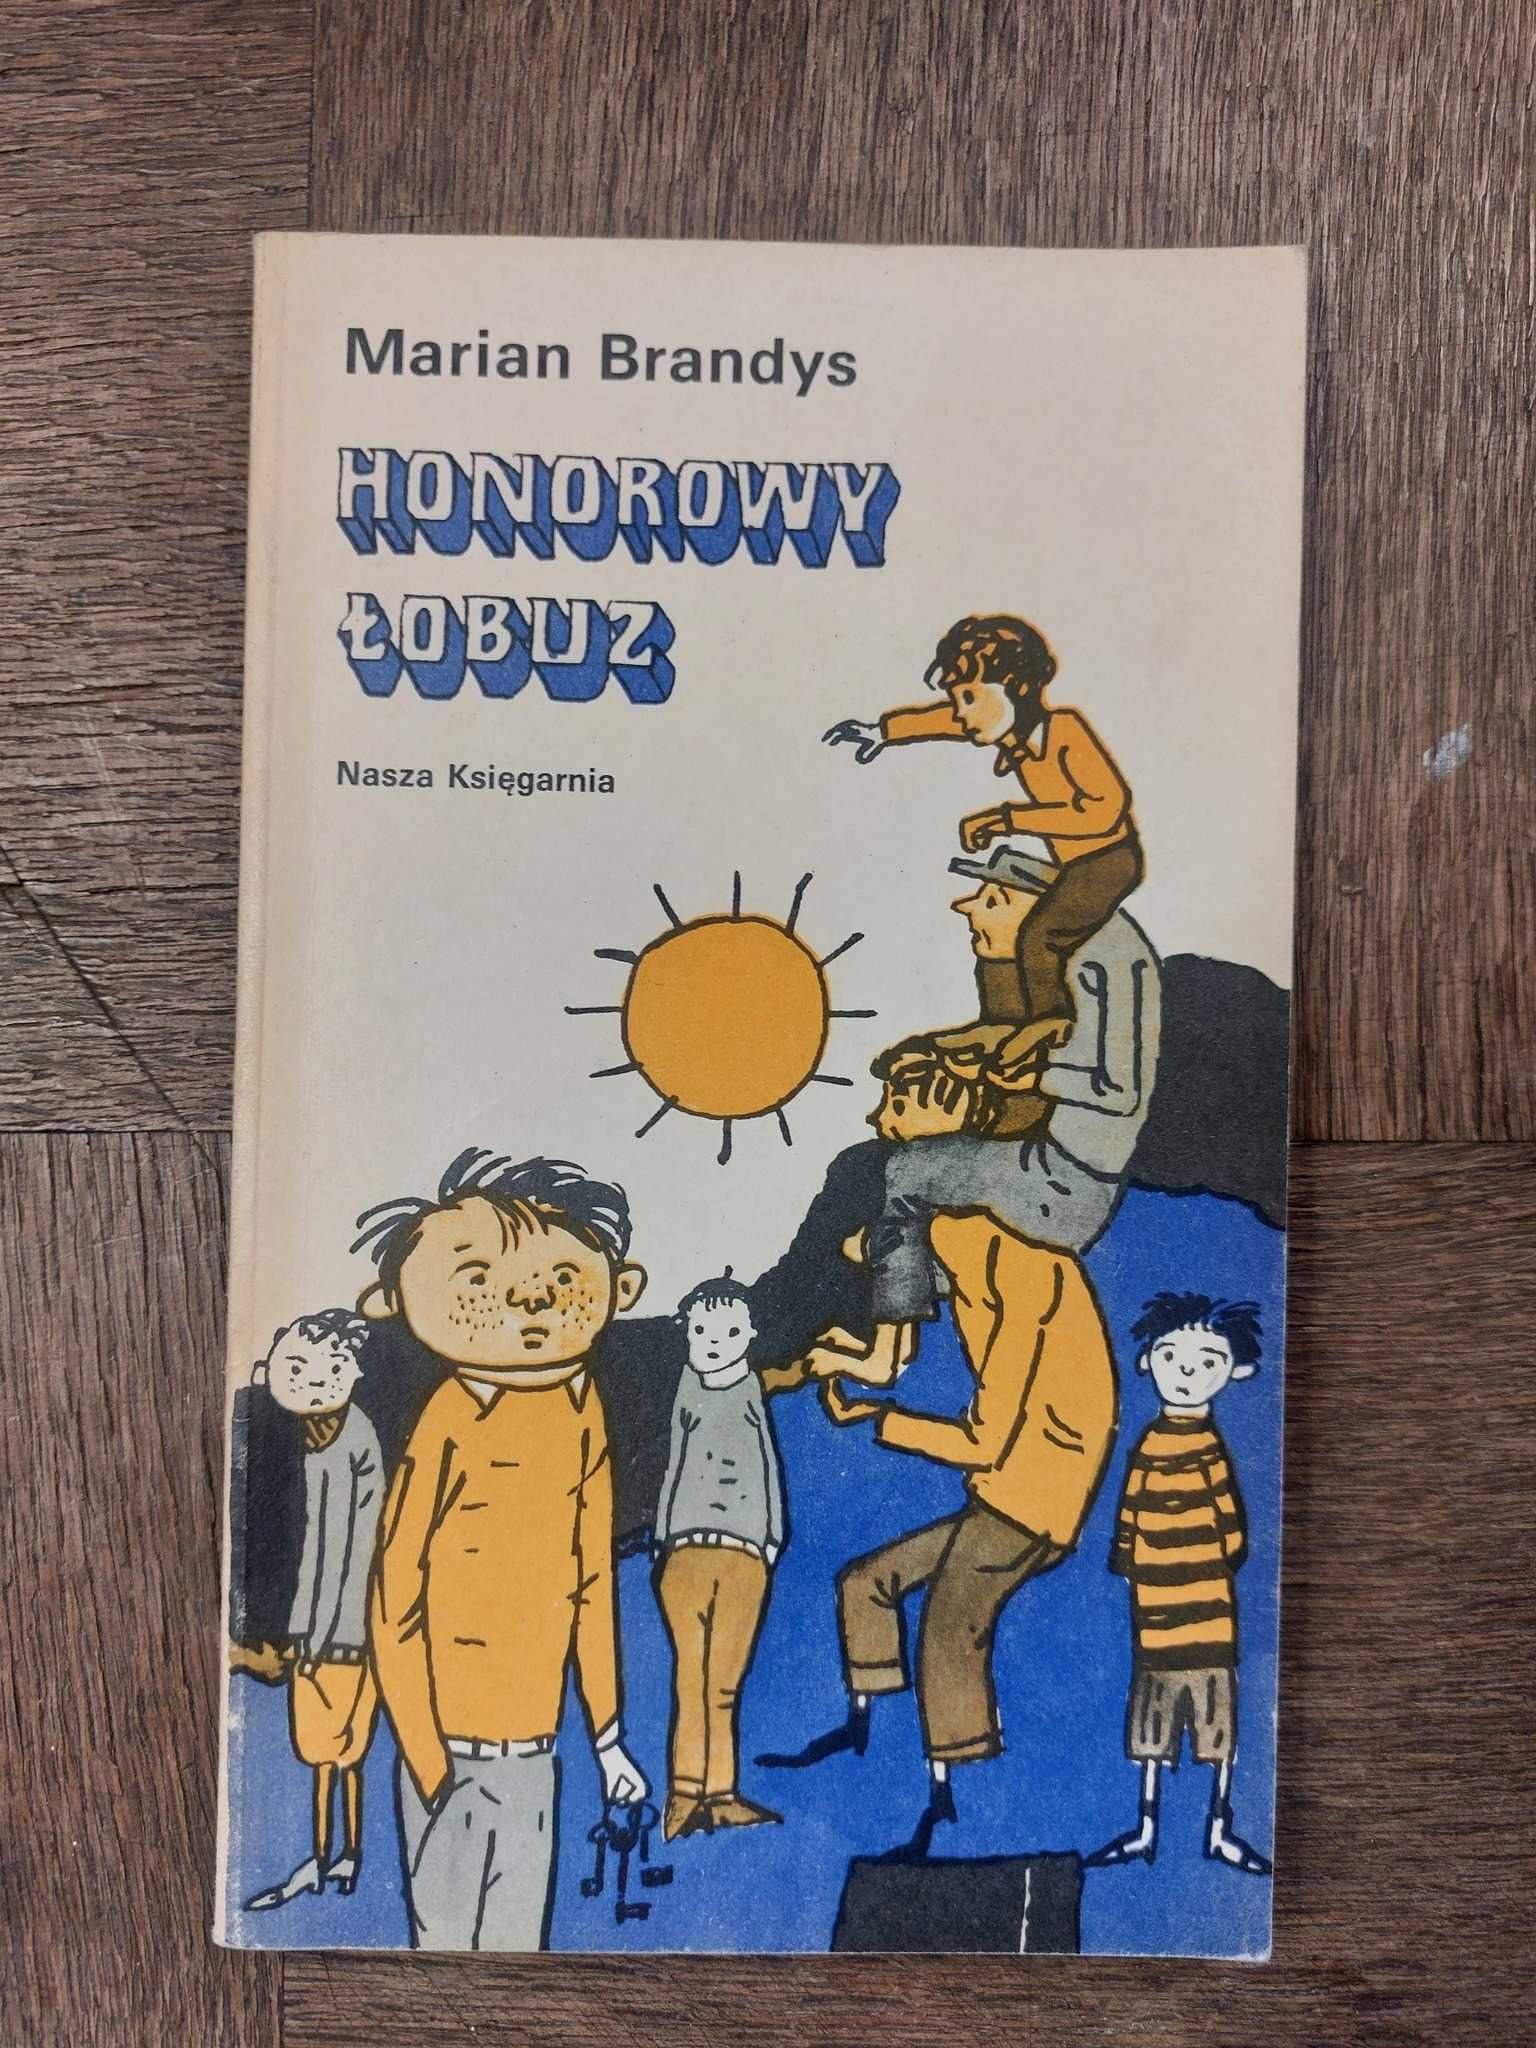 Marian Brandys
HONOROWY
ŁOBUZ
Nasza Księgarnia